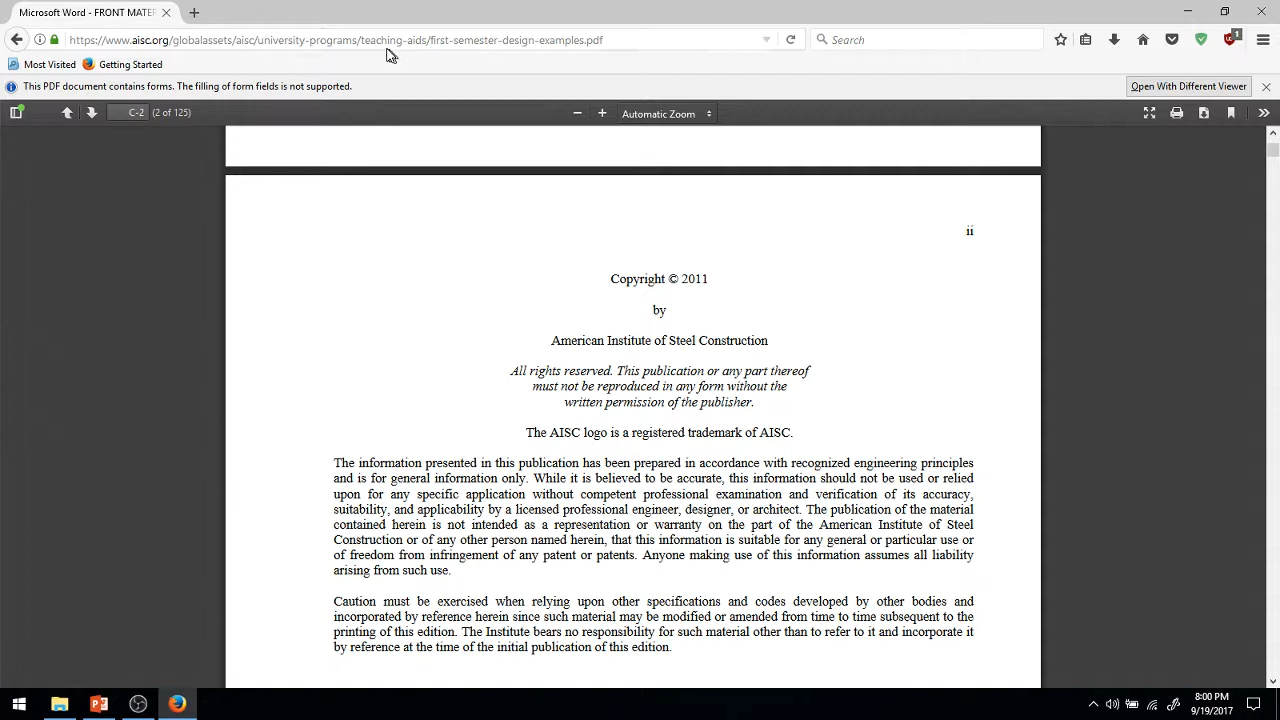 Microsoft Word - FRONT MATER
https://www.aisc.org/globalassets/aisc/university-programs/teaching-aids/first-semester-design-examples.pdf
Search
1
Most Visited
Getting Started
This PDF document contains forms. The filling of form fields is not supported.
Open With Different Viewer
C-2
(2 of 125)
Automatic Zoom
ii
Copyright © 2011
by
American Institute of Steel Construction
All rights reserved. This publication or any part thereof
must not be reproduced in any form without the
written permission of the publisher.
The AISC logo is a registered trademark of AISC.
The information presented in this publication has been prepared in accordance with recognized engineering principles
and is for general information only. While it is believed to be accurate, this information should not be used or relied
upon for any specific application without competent professional examination and verification of its accuracy,
suitability, and applicability by a licensed professional engineer, designer, or architect. The publication of the material
contained herein is not intended as a representation or warranty on the part of the American Institute of Steel
Construction or of any other person named herein, that this information is suitable for any general or particular use or
of freedom from infringement of any patent or patents. Anyone making use of this information assumes all liability
arising from such use.
Caution must be exercised when relying upon other specifications and codes developed by other bodies and
incorporated by reference herein since such material may be modified or amended from time to time subsequent to the
printing of this edition. The Institute bears no responsibility for such material other than to refer to it and incorporate it
by reference at the time of the initial publication of this edition.
8:00 PM
9/19/2017